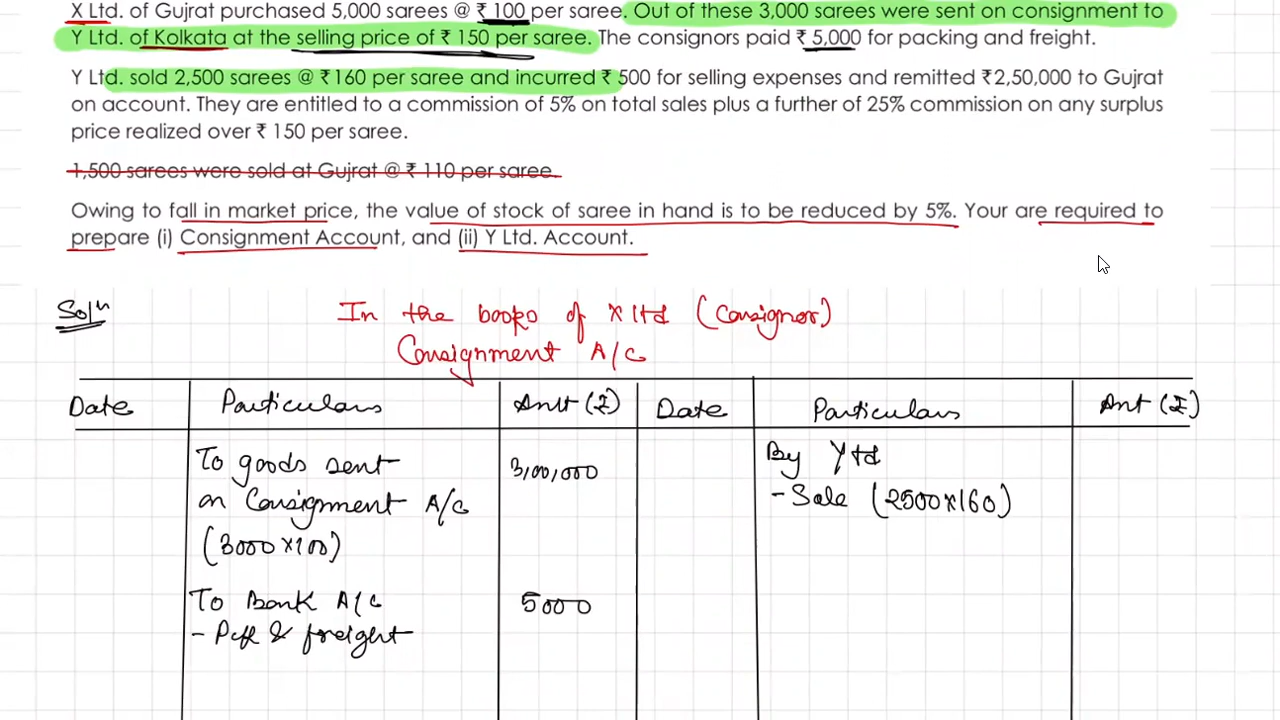 X Ltd. of Gujrat purchased 5,000 sarees @ ₹ 100 per saree. Out of these 3,000 sarees were sent on consignment to
Y Ltd. of Kolkata at the selling price of ₹ 150 per saree. The consignors paid ₹ 5,000 for packing and freight.
Y Ltd. sold 2,500 sarees @ ₹160 per saree and incurred ₹ 500 for selling expenses and remitted ₹2,50,000 to Gujrat
on account. They are entitled to a commission of 5% on total sales plus a further of 25% commission on any surplus
price realized over ₹ 150 per saree.
1,500 sarees were sold at Gujrat @ ₹ 110 per saree.
Owing to fall in market price, the value of stock of saree in hand is to be reduced by 5%. Your are required to
prepare (i) Consignment Account, and (ii) Y Ltd. Account.
Soln
In the books of X ltd (Consignor)
Consignment A/C
Date Particulars Amt (₹) Date Particulars Amt (₹)
To goods sent 3,00,000 By Y td
on Consignment A/C - Sale (2500×160)
(3000×100)
To Bank A/C 5000
- & freight